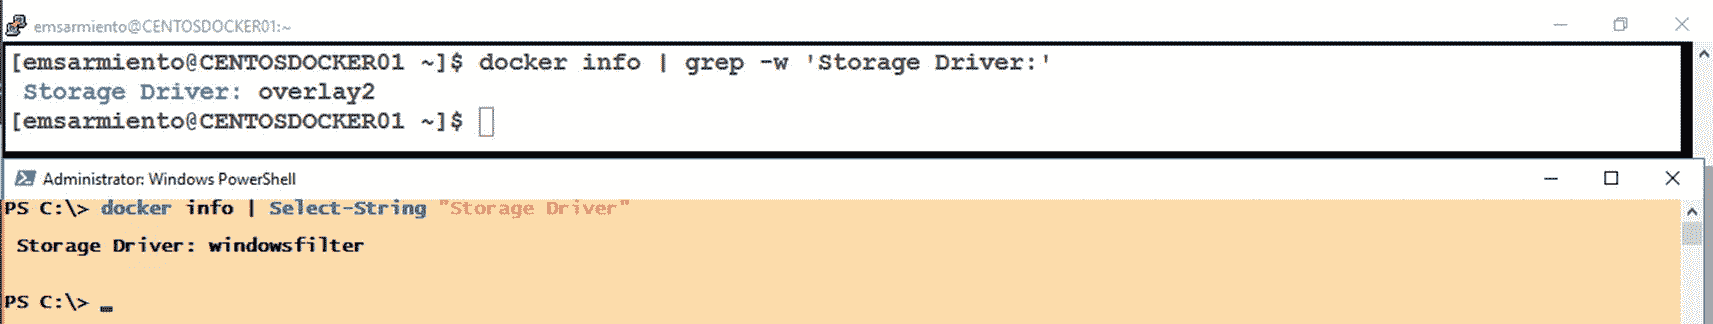 emsarmiento@CENTOSDOCKER01:~
[emsarmiento@CENTOSDOCKER01 ~]$ docker info | grep -w 'Storage Driver:'
Storage Driver: overlay2
[emsarmiento@CENTOSDOCKER01 ~]$
Administrator: Windows PowerShell
PS C:\> docker info | Select-String "Storage Driver"
Storage Driver: windowsfilter
PS C:\>